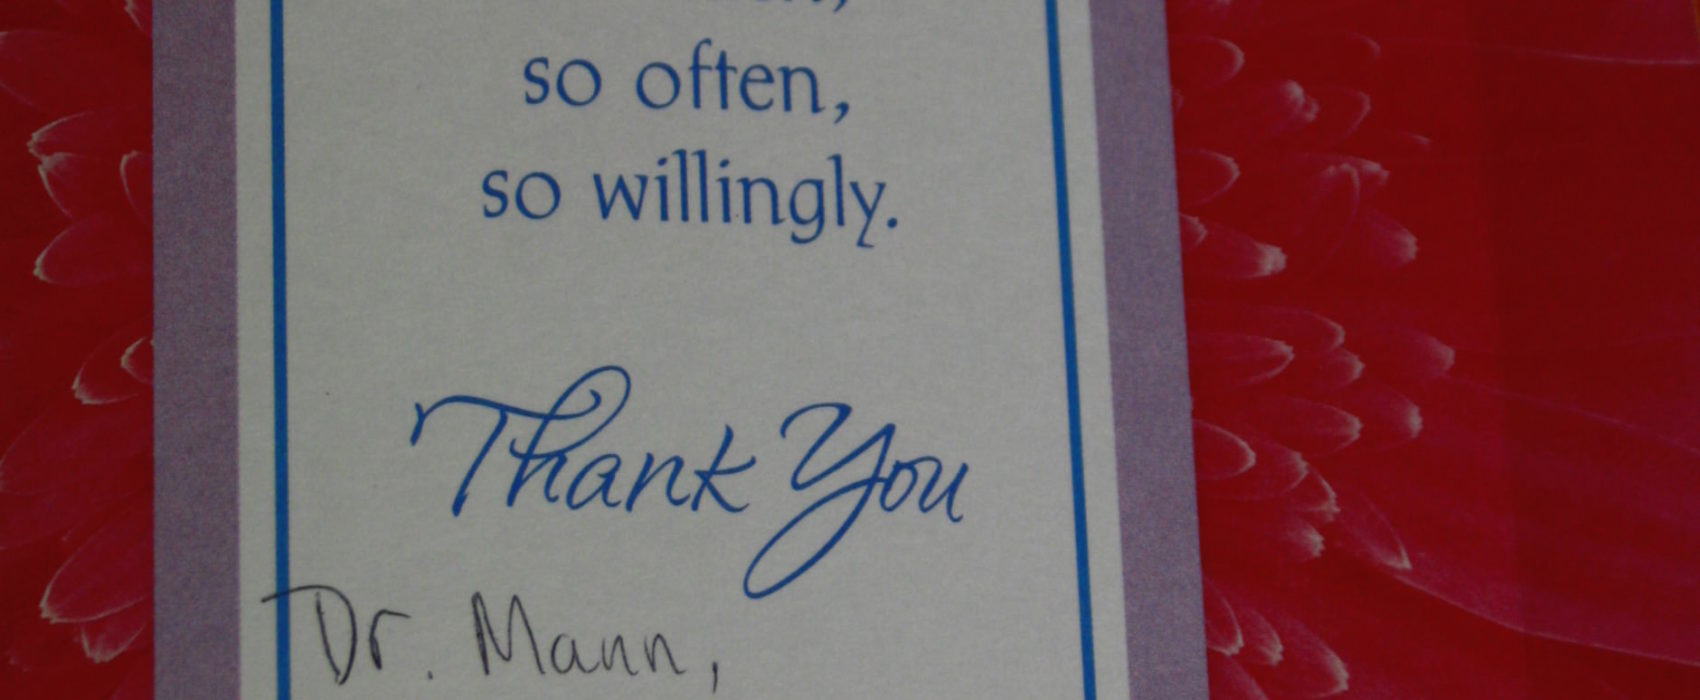 so often,
so willingly.
Thank You
Dr. Mann,